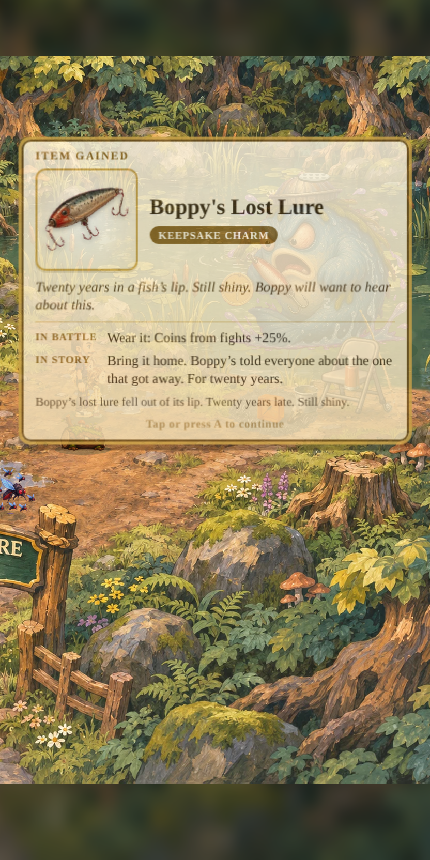 ITEM GAINED
Boppy's Lost Lure
KEEPSAKE CHARM
Twenty years in a fish's lip. Still shiny. Boppy will want to hear
about this.
IN BATTLE Wear it: Coins from fights +25%.
IN STORY Bring it home. Boppy's told everyone about the one
that got away. For twenty years.
Boppy's lost lure fell out of its lip. Twenty years late. Still shiny.
Tap or press A to continue
RE